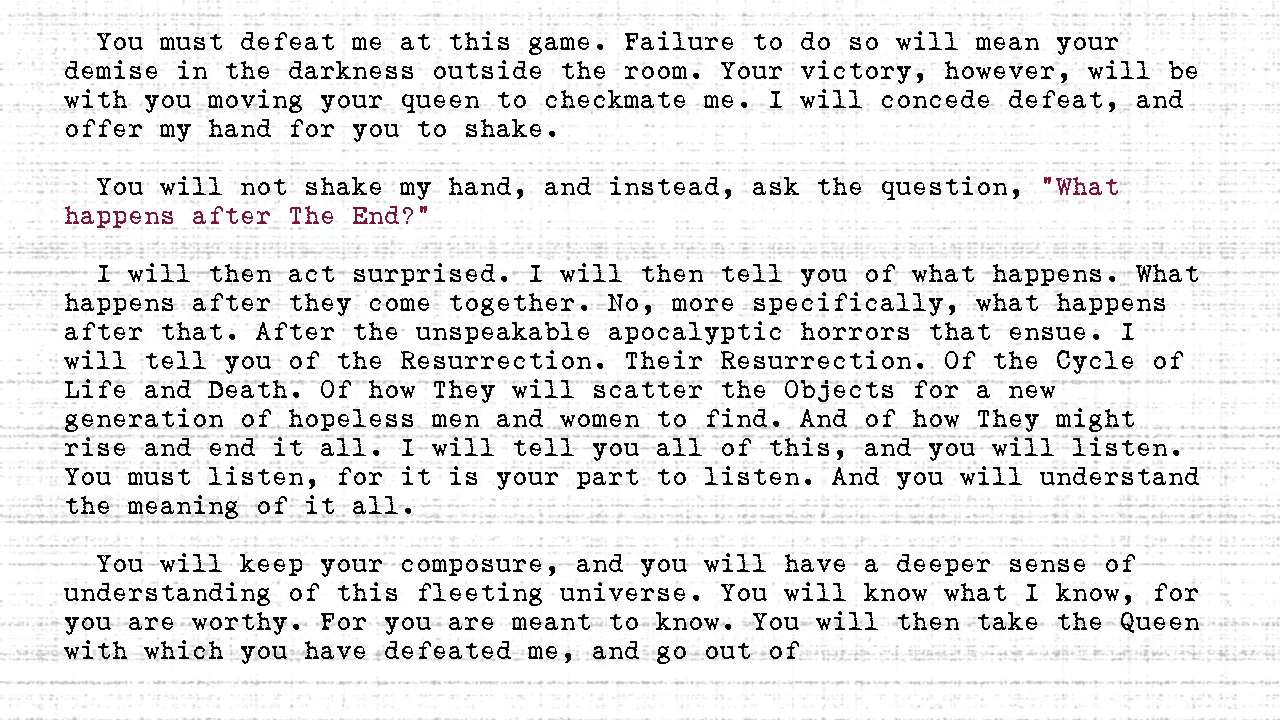 You must defeat me at this game. Failure to do so will mean your
demise in the darkness outside the room. Your victory, however, will be
with you moving your queen to checkmate me. I will concede defeat, and
offer my hand for you to shake.
You will not shake my hand, and instead, ask the question, "What
happens after The End?"
I will then act surprised. I will then tell you of what happens. What
happens after they come together. No, more specifically, what happens
after that. After the unspeakable apocalyptic horrors that ensue. I
will tell you of the Resurrection. Their Resurrection. Of the Cycle of
Life and Death. Of how They will scatter the Objects for a new
generation of hopeless men and women to find. And of how They might
rise and end it all. I will tell you all of this, and you will listen.
You must listen, for it is your part to listen. And you will understand
the meaning of it all.
You will keep your composure, and you will have a deeper sense of
understanding of this fleeting universe. You will know what I know, for
you are worthy. For you are meant to know. You will then take the Queen
with which you have defeated me, and go out of